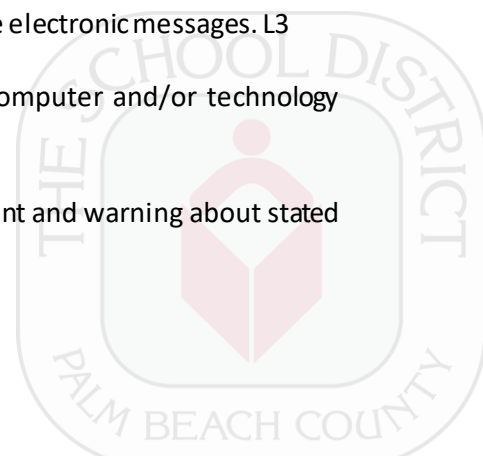 e electronic messages. L3
omputer and/or technology
nt and warning about stated
THE SCHOOL DISTRICT
PALM BEACH COUNTY